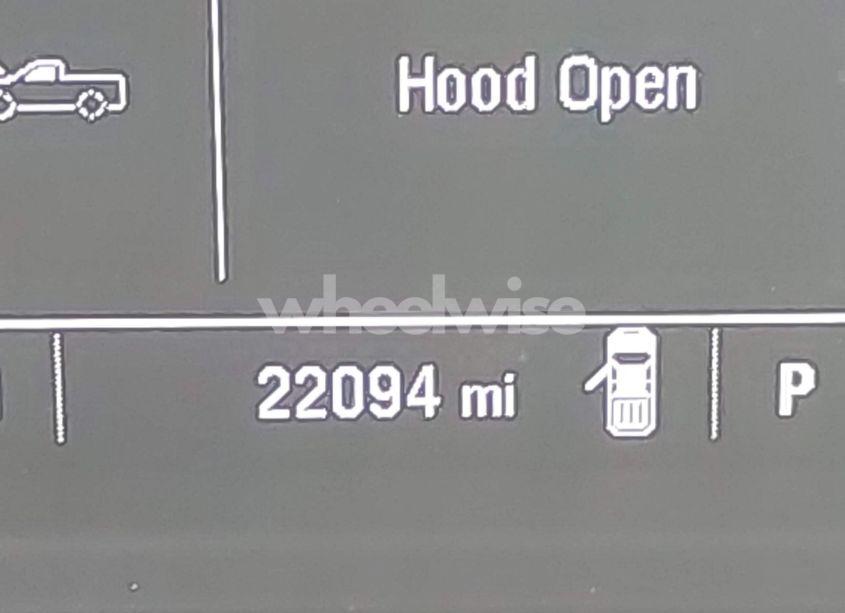 Hood Open
wheelwise
22094 mi
P